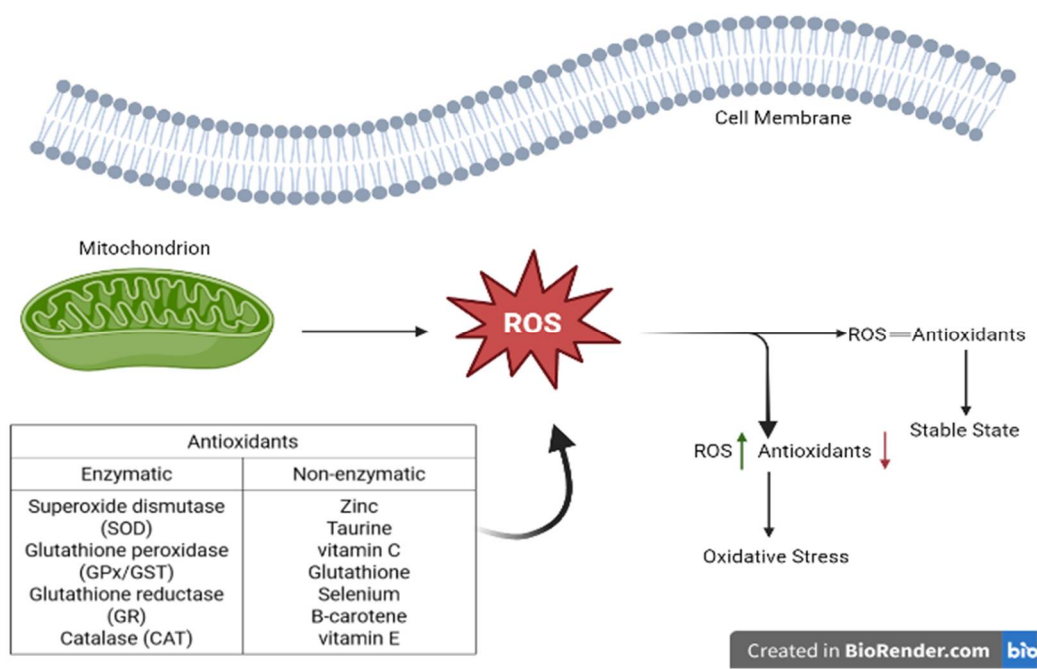 Cell Membrane
Mitochondrion
ROS
ROS = Antioxidants
Stable State
ROS Antioxidants
Oxidative Stress
Antioxidants
Enzymatic
Non-enzymatic
Superoxide dismutase
(SOD)
Glutathione peroxidase
(GPx/GST)
Glutathione reductase
(GR)
Catalase (CAT)
Zinc
Taurine
vitamin C
Glutathione
Selenium
B-carotene
vitamin E
Created in BioRender.com bio